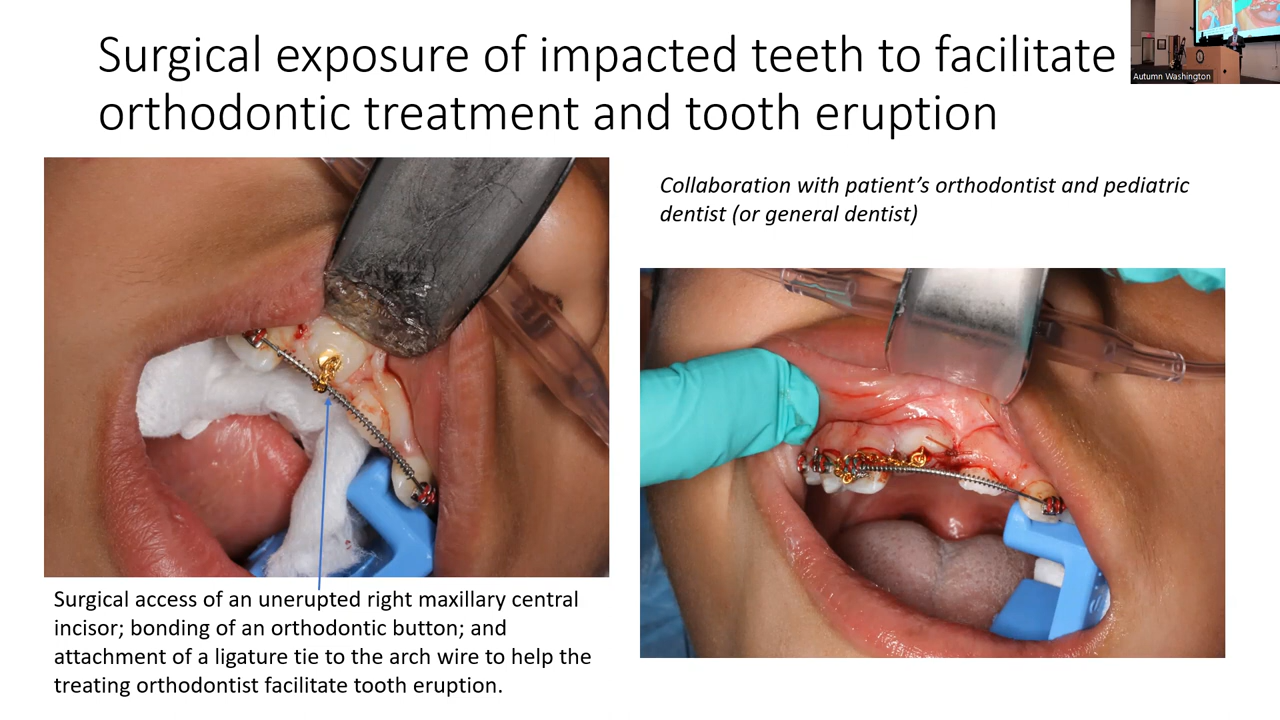 Surgical exposure of impacted teeth to facilitate
orthodontic treatment and tooth eruption
Autumn Washington
Collaboration with patient’s orthodontist and pediatric
dentist (or general dentist)
Surgical access of an unerupted right maxillary central
incisor; bonding of an orthodontic button; and
attachment of a ligature tie to the arch wire to help the
treating orthodontist facilitate tooth eruption.